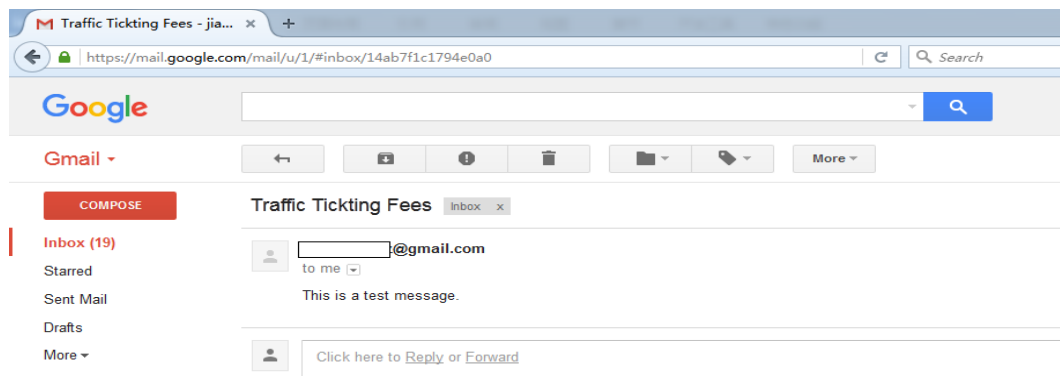 Traffic Tickting Fees - jia... × +
https://mail.google.com/mail/u/1/#inbox/14ab7f1c1794e0a0 Search
Google
Gmail More
COMPOSE
Traffic Tickting Fees Inbox x
Inbox (19)
@gmail.com
Starred
to me
Sent Mail
This is a test message.
Drafts
More
Click here to Reply or Forward